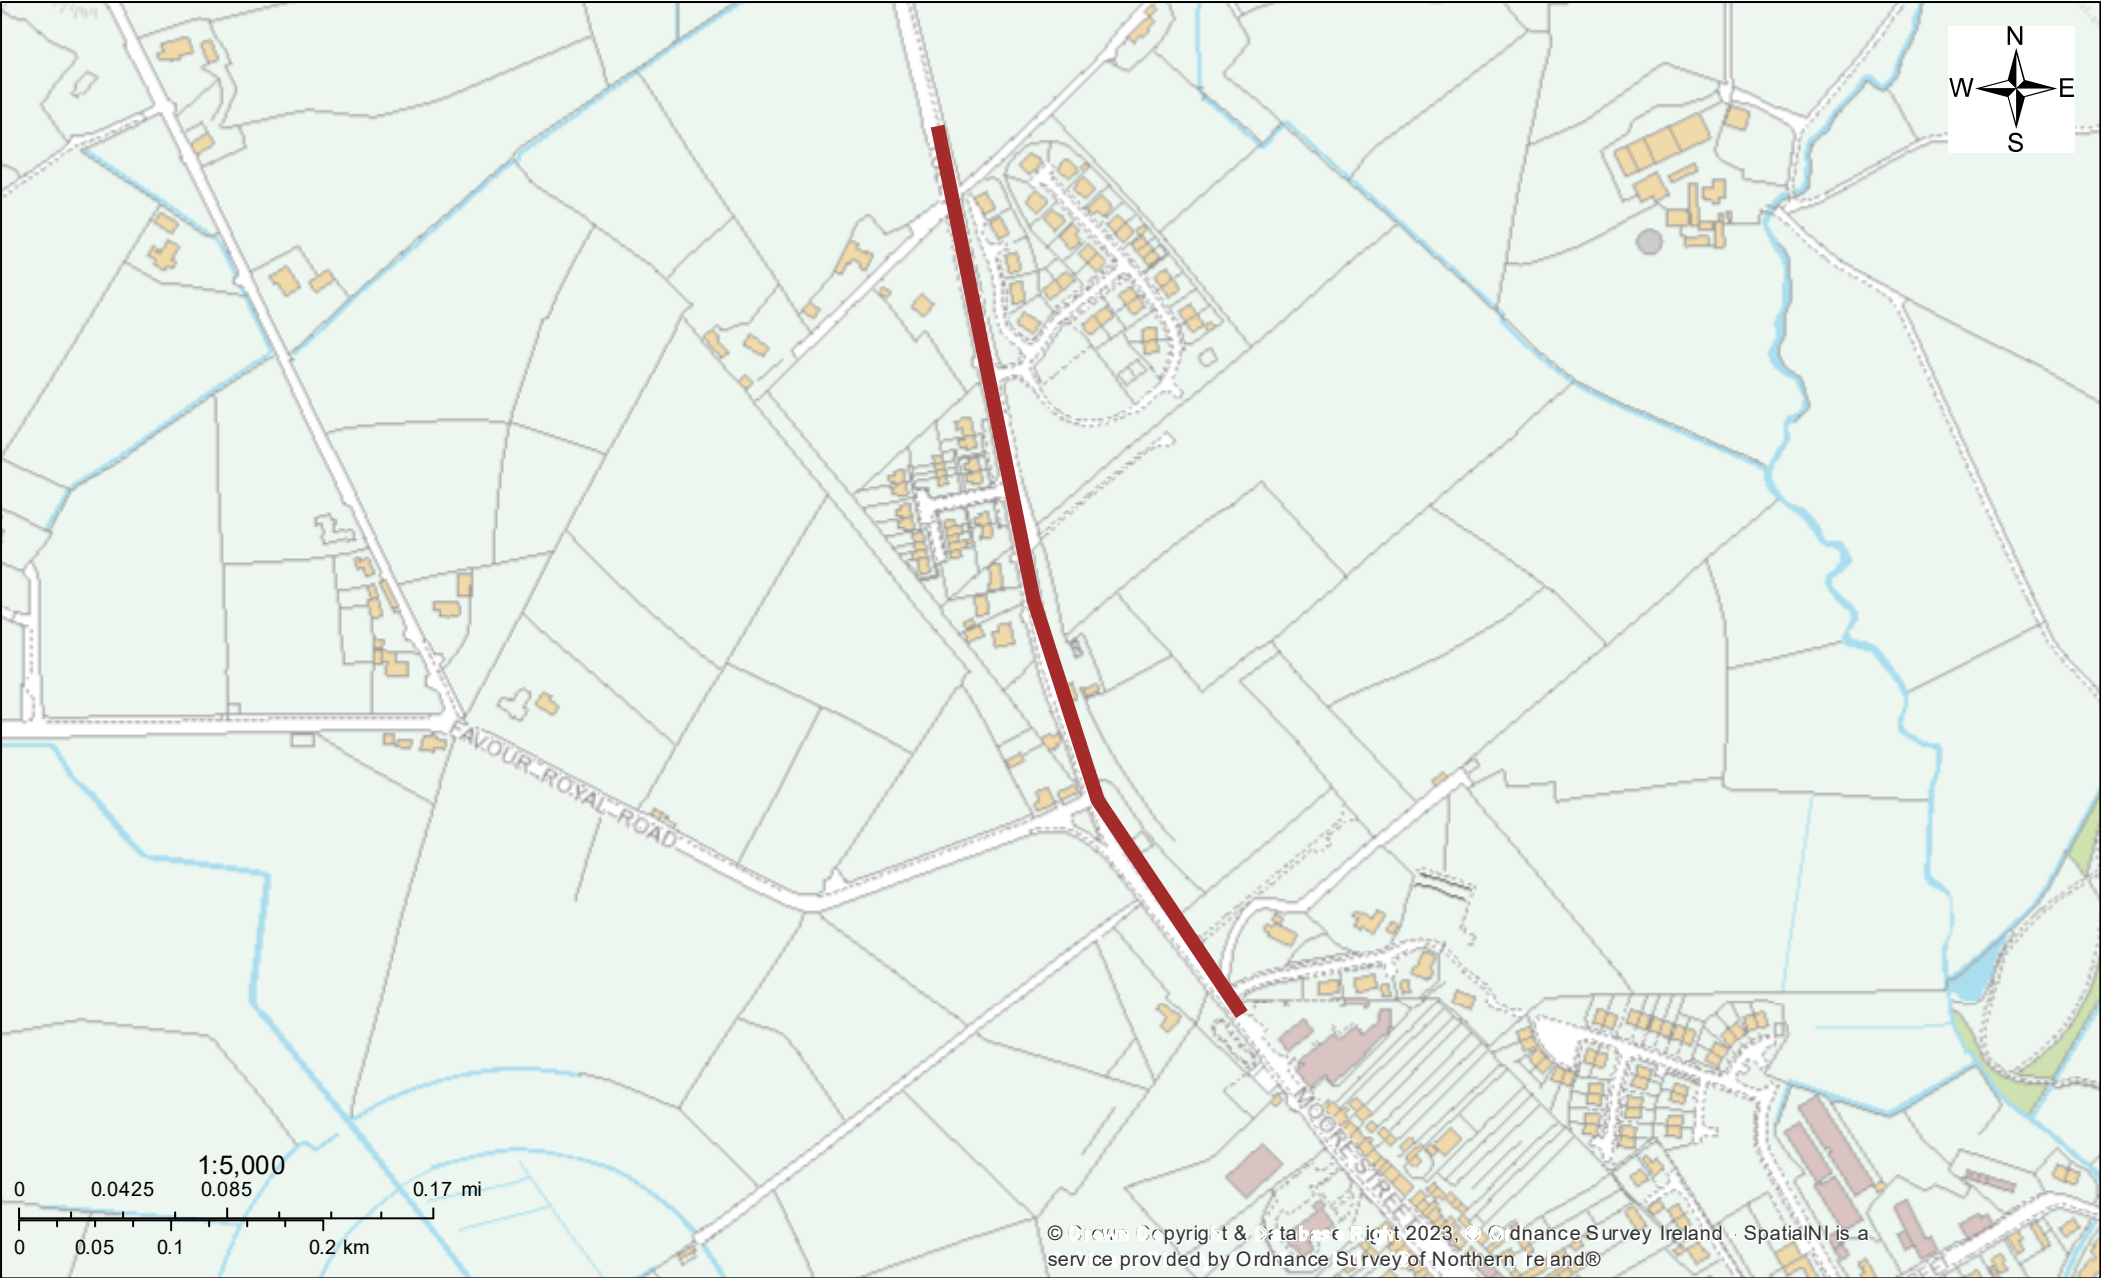 N
W E
S
FAVOUR ROYAL ROAD
MOORE STREET
1:5,000
0 0.0425 0.085 0.17 mi
0 0.05 0.1 0.2 km
© Crown Copyright & Database Right 2023, © Ordnance Survey Ireland - SpatialNI is a
service provided by Ordnance Survey of Northern Ireland®